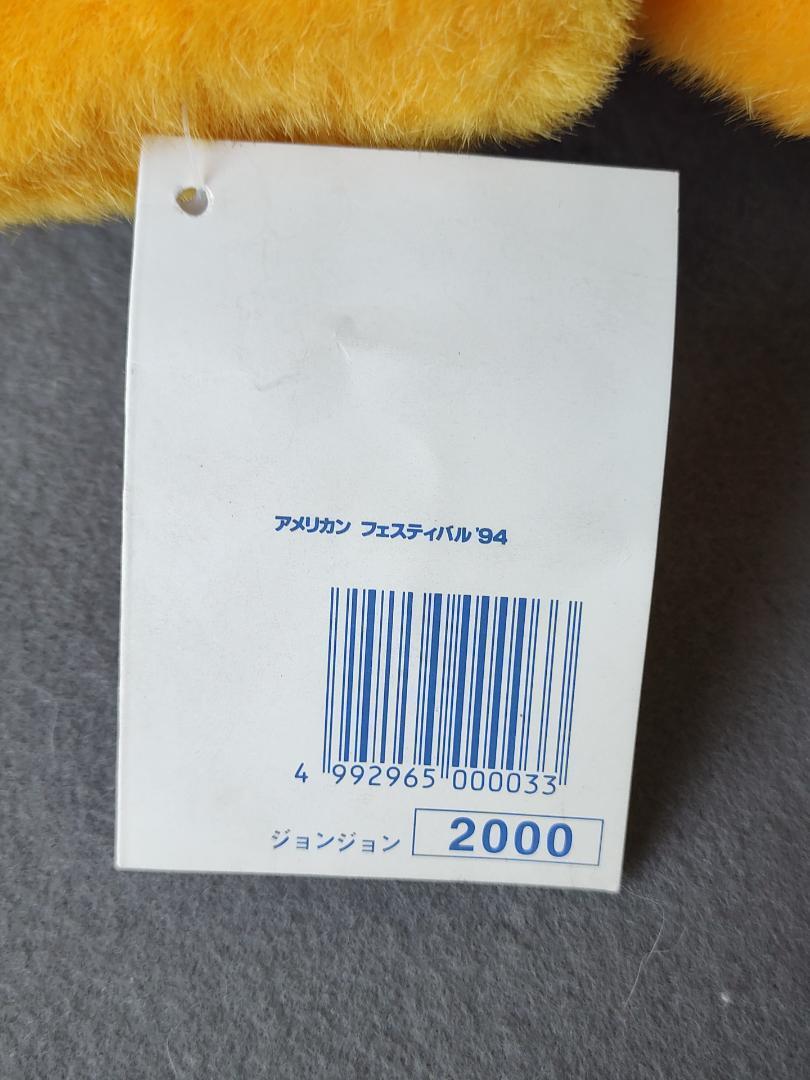 アメリカン フェスティバル '94
4 992965 000033
ジョンジョン 2000